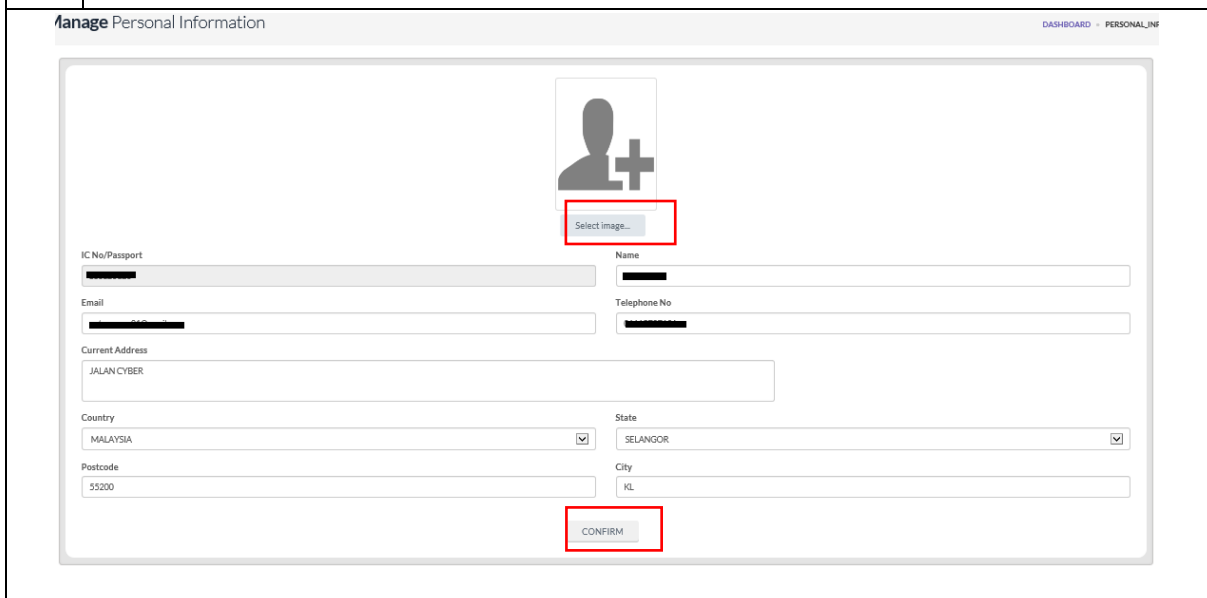 Manage Personal Information
DASHBOARD - PERSONAL_INF
Select image...
IC No/Passport
Name
Email
Telephone No
Current Address
JALAN CYBER
Country
State
MALAYSIA
SELANGOR
Postcode
City
55200
KL
CONFIRM